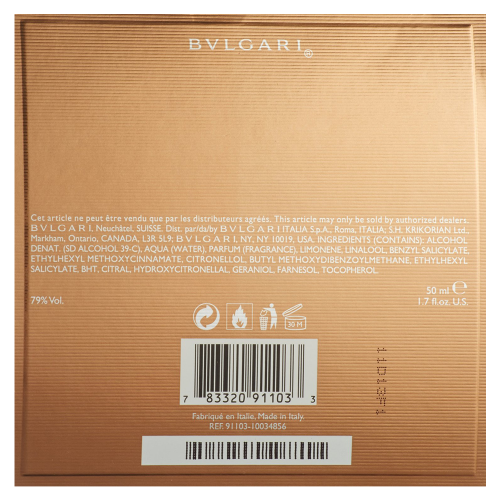 BVLGARI®
Cet article ne peut être vendu que par les distributeurs agréés. This article may only be sold by authorized dealers.
BVLGARI, Neuchâtel, SUISSE. Dist. par/da/by BVLGARI ITALIA S.p.A., Roma, ITALIA; S.H. KRIKORIAN Ltd.,
Markham, Ontario, CANADA, L3R 5L9; BVLGARI, NY, NY. 10019, USA. INGREDIENTS (CONTAINS): ALCOHOL
DENAT. (SD ALCOHOL 39-C), AQUA (WATER), PARFUM (FRAGRANCE), LIMONENE, LINALOOL, BENZYL SALICYLATE,
ETHYLHEXYL METHOXYCINNAMATE, CITRONELLOL, BUTYL METHOXYDIBENZOYLMETHANE, ETHYLHEXYL
SALICYLATE, BHT, CITRAL, HYDROXYCITRONELLAL, GERANIOL, FARNESOL, TOCOPHEROL.
50 ml ℮
79% Vol.
1.7 fl.oz. U.S.
30 M
7 83320 91103 3
Fabriqué en Italie, Made in Italy.
REF. 91103-10034856